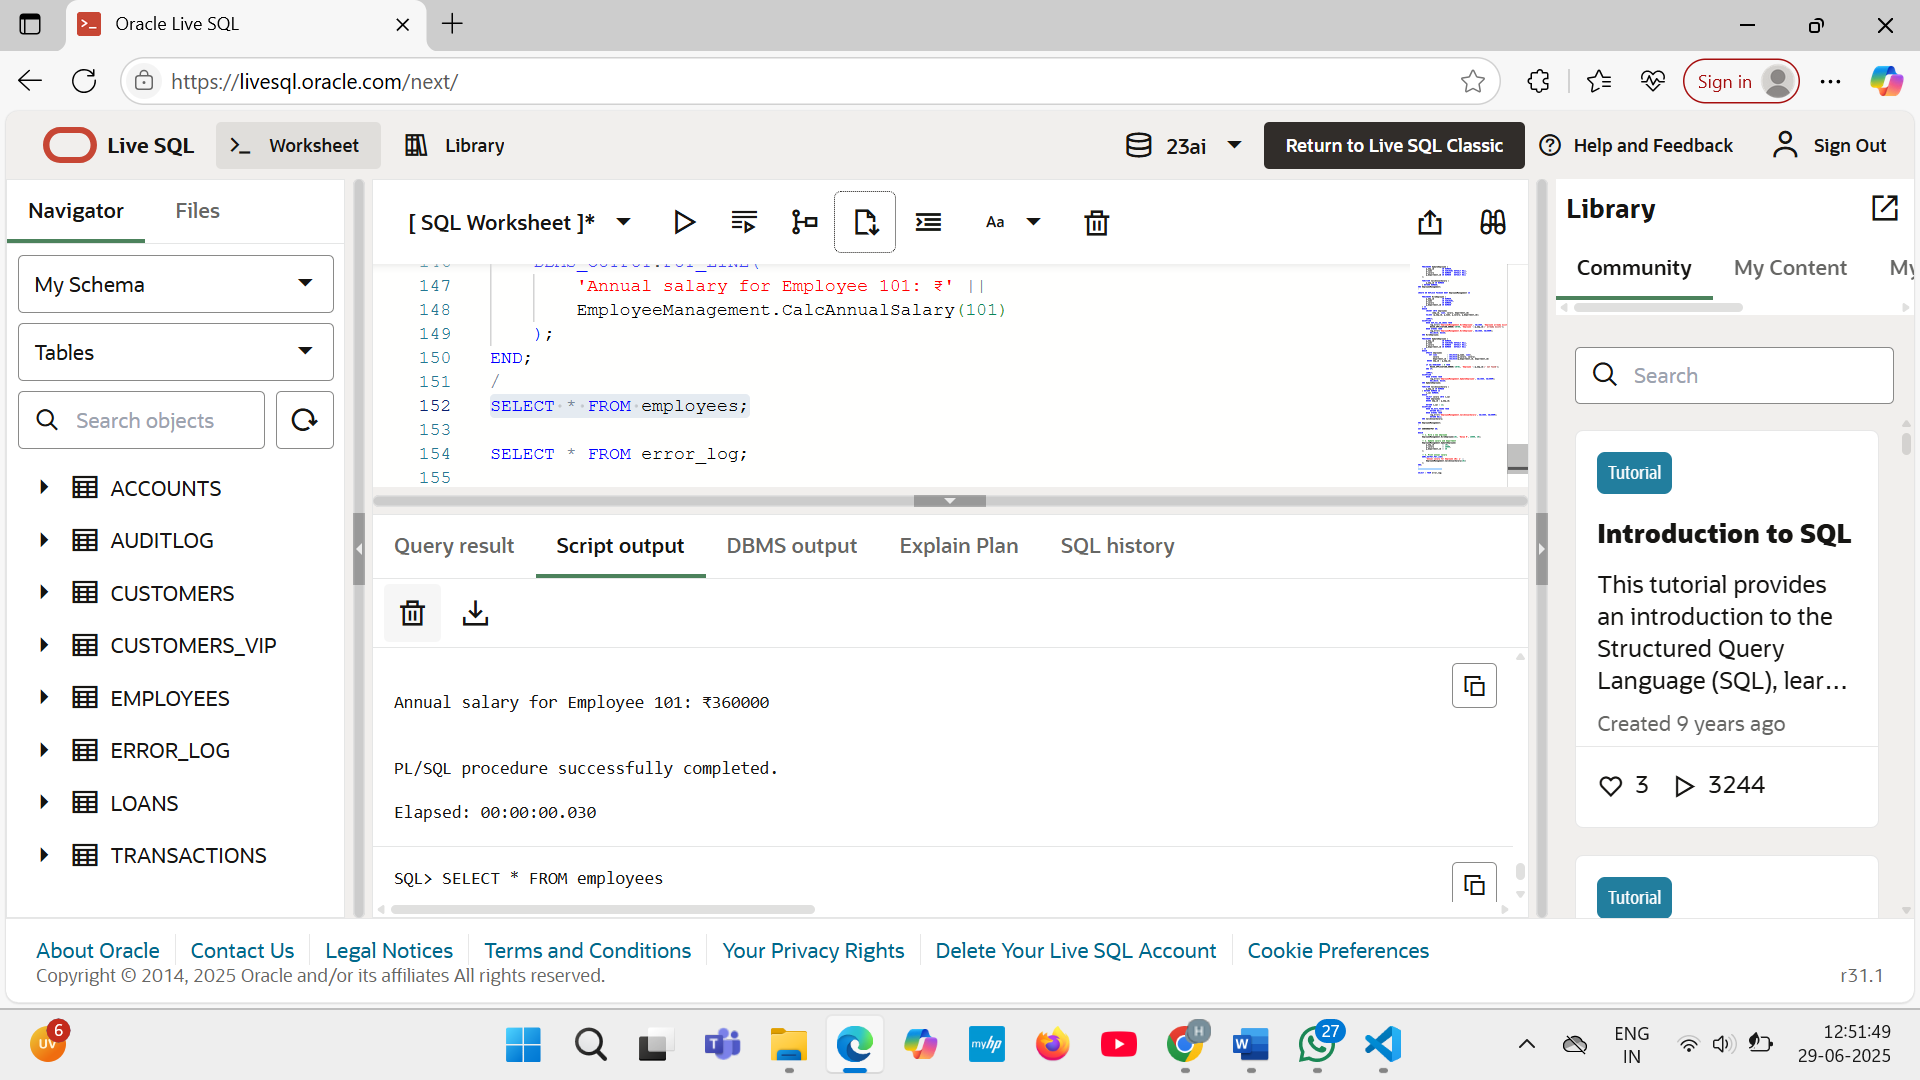 Oracle Live SQL
https://livesql.oracle.com/next/
Sign in
Live SQL
Worksheet
Library
23ai
Return to Live SQL Classic
Help and Feedback
Sign Out
Navigator
Files
My Schema
Tables
Search objects
ACCOUNTS
AUDITLOG
CUSTOMERS
CUSTOMERS_VIP
EMPLOYEES
ERROR_LOG
LOANS
TRANSACTIONS
[ SQL Worksheet ]*
Aa
147 'Annual salary for Employee 101: ₹' ||
148 EmployeeManagement.CalcAnnualSalary(101)
149 );
150 END;
151 /
152 SELECT * FROM employees;
153
154 SELECT * FROM error_log;
155
Query result
Script output
DBMS output
Explain Plan
SQL history
Annual salary for Employee 101: ₹360000
PL/SQL procedure successfully completed.
Elapsed: 00:00:00.030
SQL> SELECT * FROM employees
Library
Community
My Content
My
Search
Tutorial
Introduction to SQL
This tutorial provides
an introduction to the
Structured Query
Language (SQL), lear...
Created 9 years ago
3
3244
Tutorial
About Oracle
Contact Us
Legal Notices
Terms and Conditions
Your Privacy Rights
Delete Your Live SQL Account
Cookie Preferences
Copyright © 2014, 2025 Oracle and/or its affiliates All rights reserved.
r31.1
UV
6
T
myhp
H
W
27
ENG
IN
12:51:49
29-06-2025